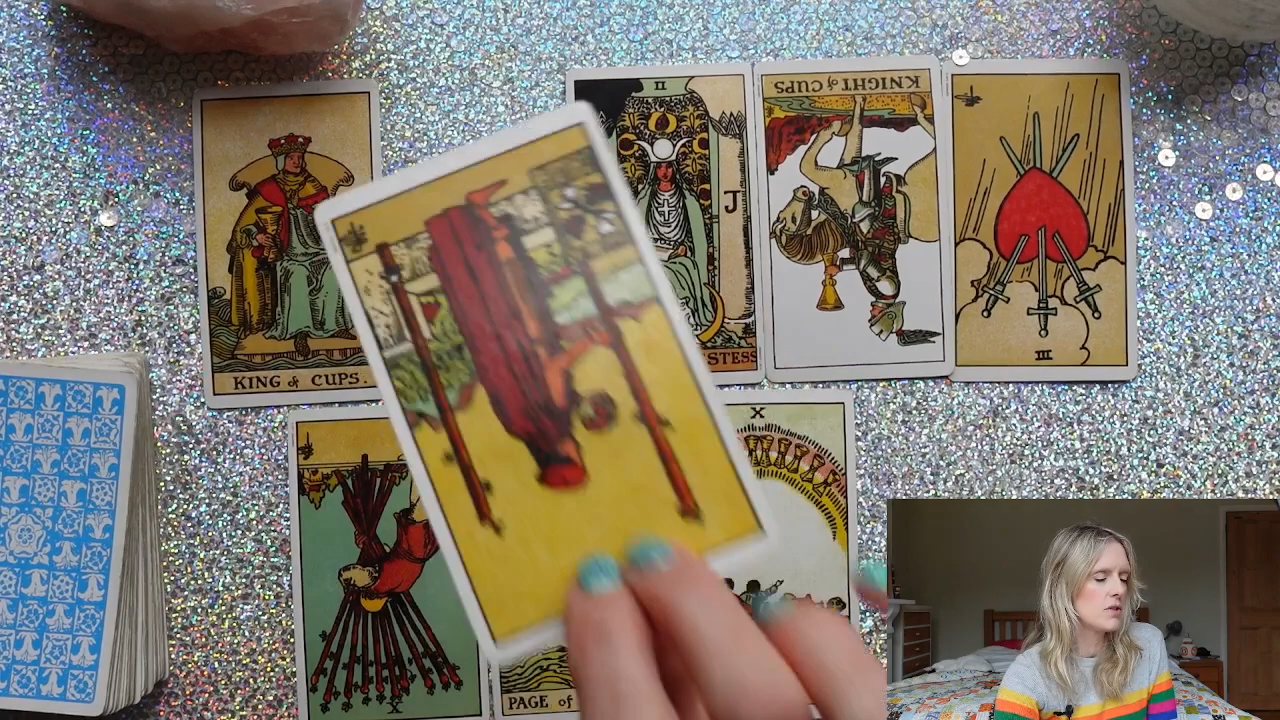 II
KNIGHT of CUPS.
J
STESS
III
KING of CUPS.
X
X
PAGE of